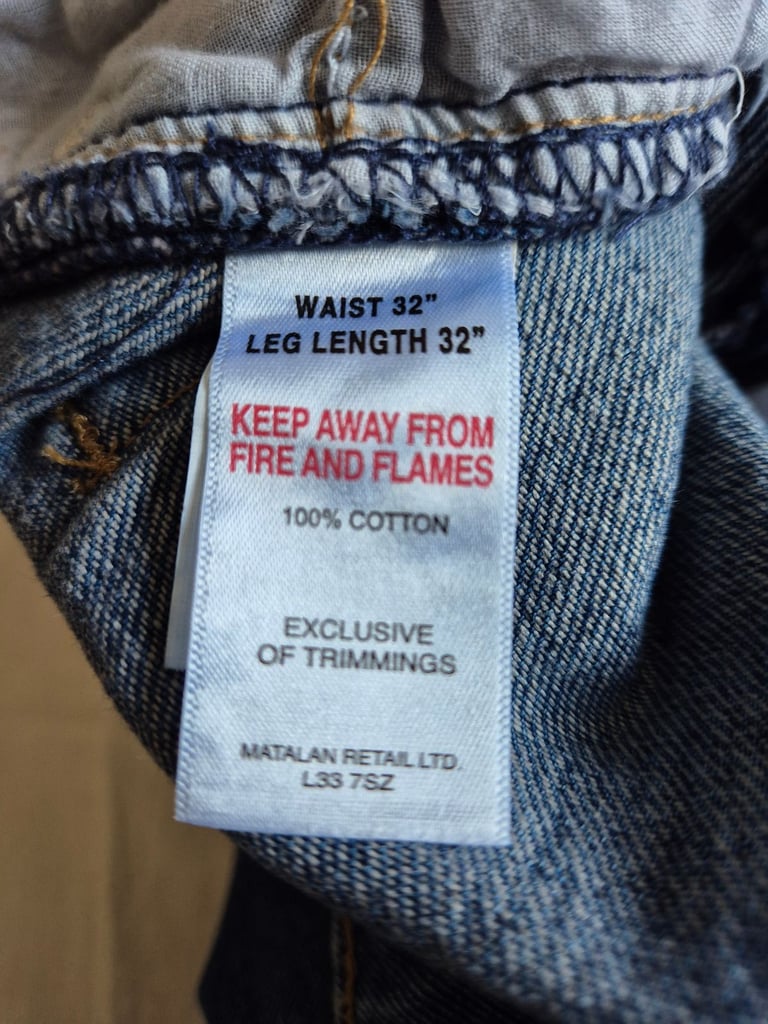 WAIST 32”
LEG LENGTH 32”
KEEP AWAY FROM
FIRE AND FLAMES
100% COTTON
EXCLUSIVE
OF TRIMMINGS
MATALAN RETAIL LTD.
L33 7SZ